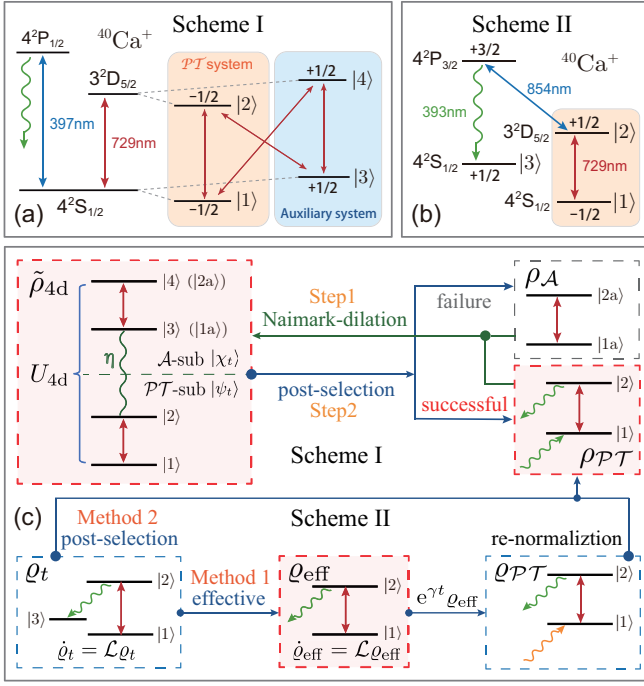 Scheme I
4²P₁/₂
⁴⁰Ca⁺
3²D₅/₂
PT system
+1/2
|4⟩
−1/2
|2⟩
397nm
729nm
|3⟩
+1/2
−1/2
|1⟩
Auxiliary system
4²S₁/₂
(a)
Scheme II
+3/2
⁴⁰Ca⁺
4²P₃/₂
854nm
393nm
+1/2
3²D₅/₂
|2⟩
4²S₁/₂
|3⟩
+1/2
729nm
4²S₁/₂
|1⟩
−1/2
(b)
ρ̃₄d
|4⟩ (|2a⟩)
|3⟩ (|1a⟩)
η
U₄d
A-sub |χₜ⟩
PT-sub |ψₜ⟩
|2⟩
|1⟩
Step1
Naimark-dilation
post-selection
Step2
failure
successful
ρ_A
|2a⟩
|1a⟩
|2⟩
|1⟩
ρ_PT
Scheme I
(c)
Scheme II
Method 2
post-selection
re-normaliztion
ϱₜ
|2⟩
|3⟩
|1⟩
ϱ̇ₜ = ℒϱₜ
Method 1
effective
ϱeff
|2⟩
|1⟩
ϱ̇eff = ℒϱeff
e^γt ϱeff
ϱ_PT
|2⟩
|1⟩